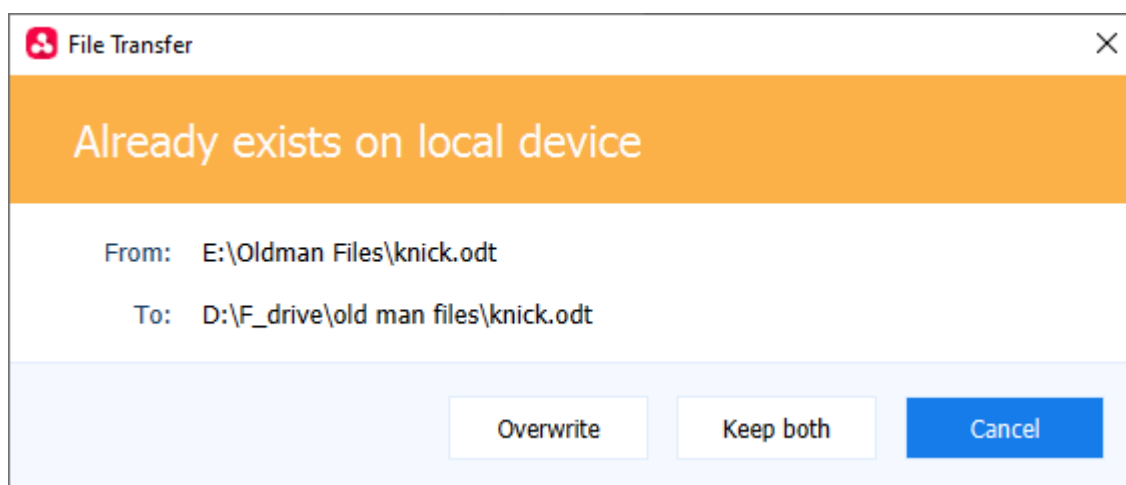 File Transfer
Already exists on local device
From: E:\Oldman Files\knick.odt
To: D:\F_drive\old man files\knick.odt
Overwrite Keep both Cancel